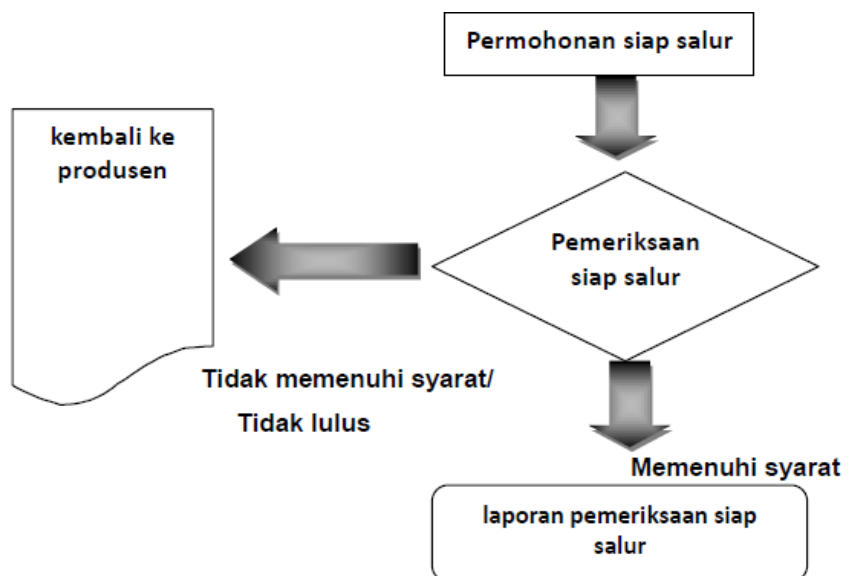 Permohonan siap salur
kembali ke
produsen
Pemeriksaan
siap salur
Tidak memenuhi syarat/
Tidak lulus
Memenuhi syarat
laporan pemeriksaan siap
salur